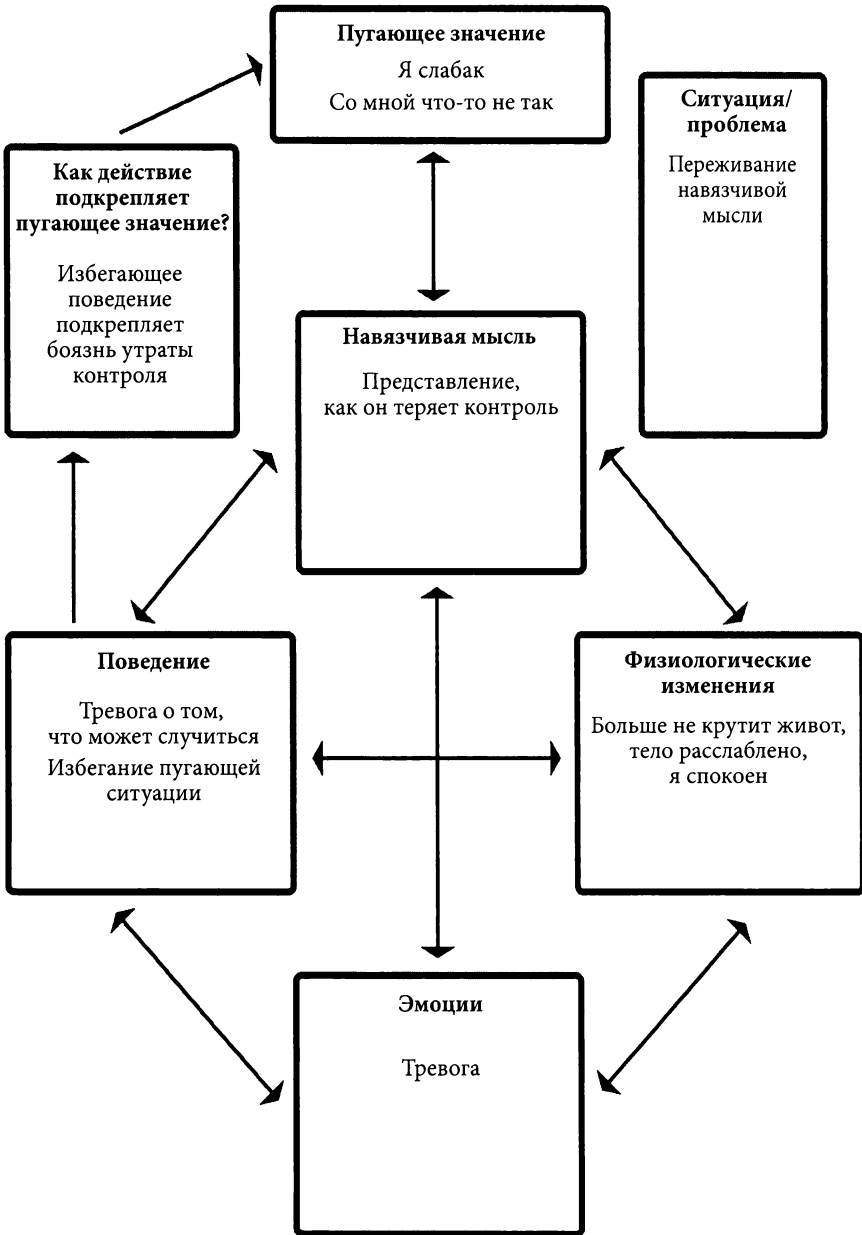 Пугающее значение
Я слабак
Со мной что-то не так
Ситуация/
проблема
Переживание
навязчивой
мысли
Как действие
подкрепляет
пугающее значение?
Избегающее
поведение
подкрепляет
боязнь утраты
контроля
Навязчивая мысль
Представление,
как он теряет контроль
Поведение
Тревога о том,
что может случиться
Избегание пугающей
ситуации
Физиологические
изменения
Больше не крутит живот,
тело расслаблено,
я спокоен
Эмоции
Тревога